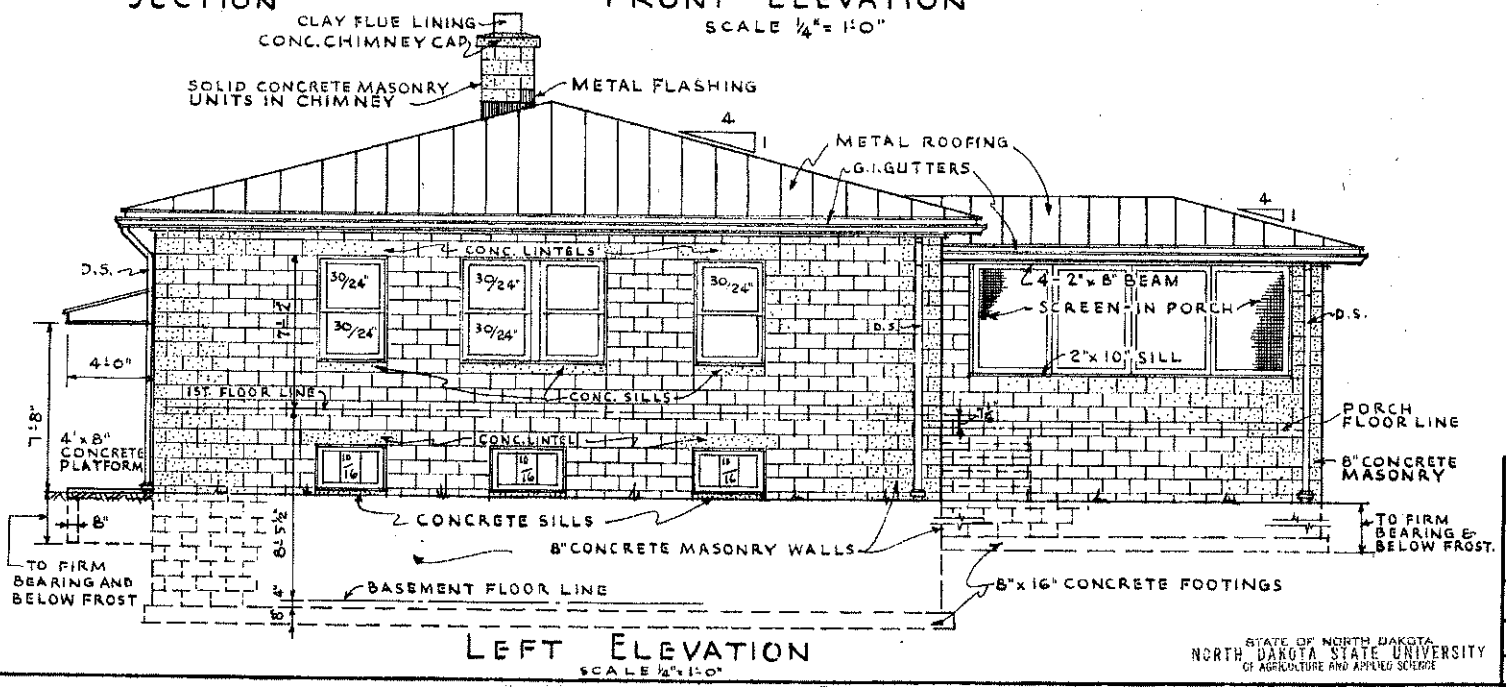 SECTION
FRONT ELEVATION
SCALE ¼" = 1'-0"
CLAY FLUE LINING
CONC. CHIMNEY CAP
SOLID CONCRETE MASONRY
UNITS IN CHIMNEY
METAL FLASHING
4
1
METAL ROOFING
G.I. GUTTERS
4
1
CONC. LINTELS
D.S.
30/24"
30/24"
30/24"
30/24"
30/24"
4 - 2" x 8" BEAM
SCREEN-IN PORCH
D.S.
D.S.
2" x 10" SILL
4'-0"
7'-8"
1ST. FLOOR LINE
CONC. SILLS
PORCH
FLOOR LINE
4' x 8"
CONCRETE
PLATFORM
CONC. LINTEL
10/16
10/16
10/16
8" CONCRETE
MASONRY
8"
CONCRETE SILLS
8'-5½"
8" CONCRETE MASONRY WALLS
TO FIRM
BEARING &
BELOW FROST.
TO FIRM
BEARING AND
BELOW FROST
BASEMENT FLOOR LINE
4"
8"
8" x 16" CONCRETE FOOTINGS
LEFT ELEVATION
SCALE ¼" = 1'-0"
STATE OF NORTH DAKOTA
NORTH DAKOTA STATE UNIVERSITY
OF AGRICULTURE AND APPLIED SCIENCE